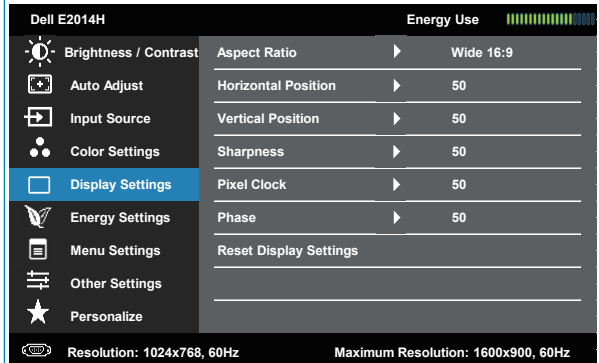 Dell E2014H Energy Use
Brightness / Contrast Aspect Ratio Wide 16:9
Auto Adjust Horizontal Position 50
Input Source Vertical Position 50
Color Settings Sharpness 50
Display Settings Pixel Clock 50
Energy Settings Phase 50
Menu Settings Reset Display Settings
Other Settings
Personalize
Resolution: 1024x768, 60Hz Maximum Resolution: 1600x900, 60Hz